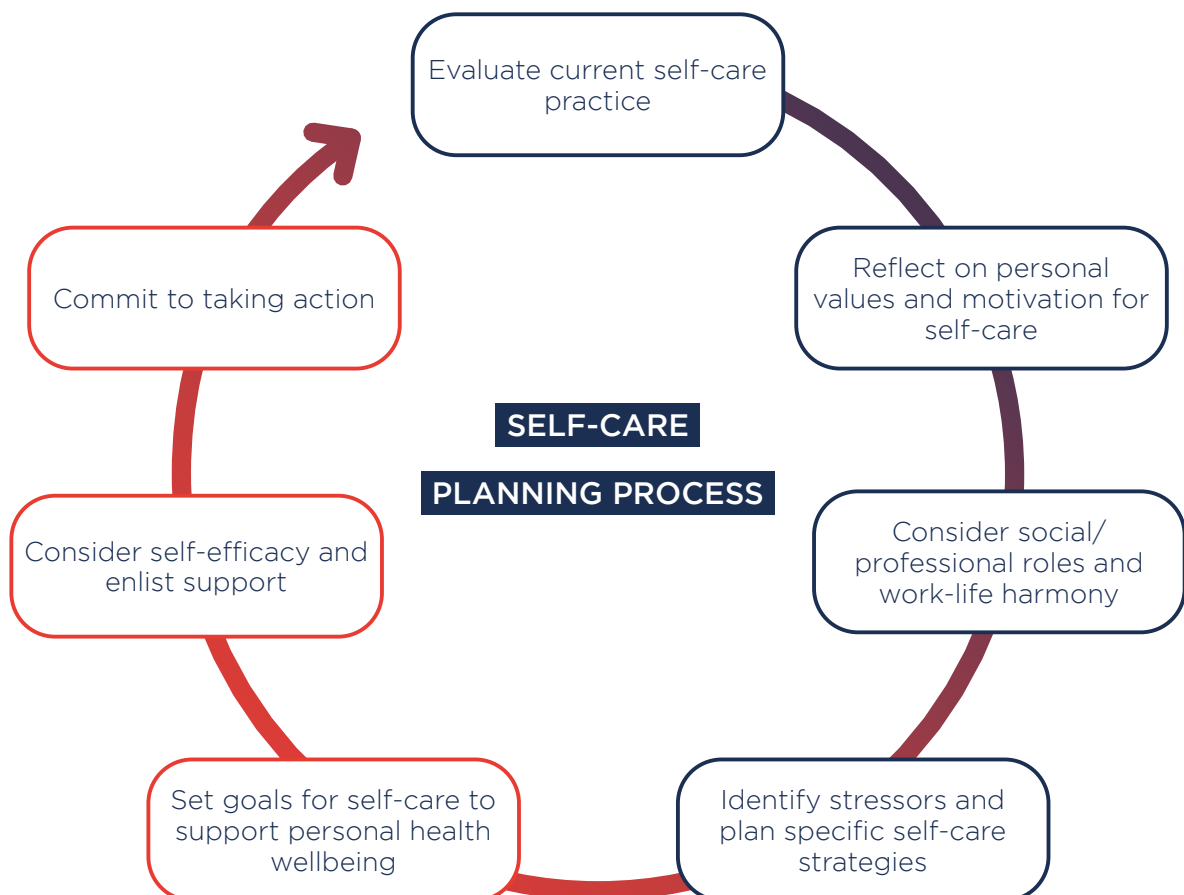 Evaluate current self-care
practice
Reflect on personal
values and motivation for
self-care
Consider social/
professional roles and
work-life harmony
Identify stressors and
plan specific self-care
strategies
Set goals for self-care to
support personal health
wellbeing
Consider self-efficacy and
enlist support
Commit to taking action
SELF-CARE
PLANNING PROCESS